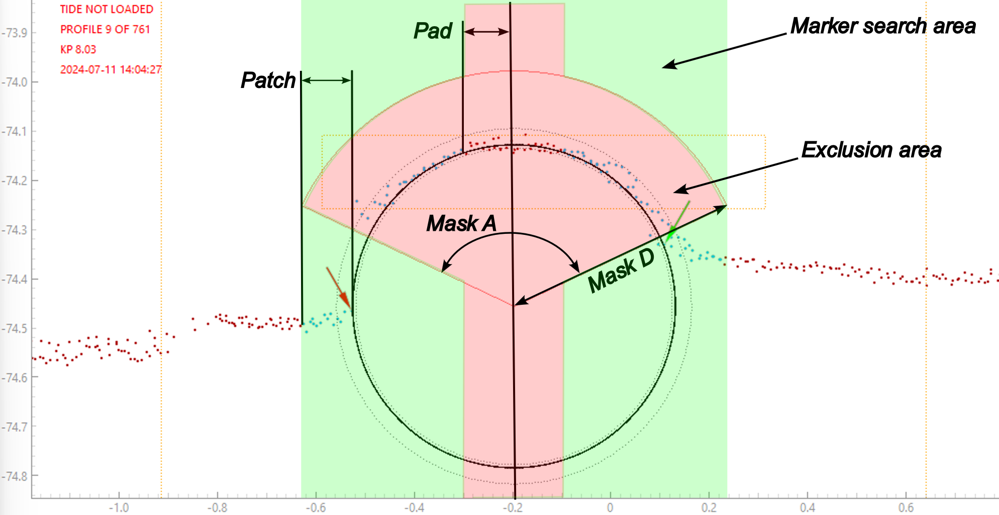 TIDE NOT LOADED
PROFILE 9 OF 761
KP 8.03
2024-07-11 14:04:27
Pad
Patch
Marker search area
Exclusion area
Mask A
Mask D
-73.9
-74.0
-74.1
-74.2
-74.3
-74.4
-74.5
-74.6
-74.7
-74.8
-1.0 -0.8 -0.6 -0.4 -0.2 0 0.2 0.4 0.6